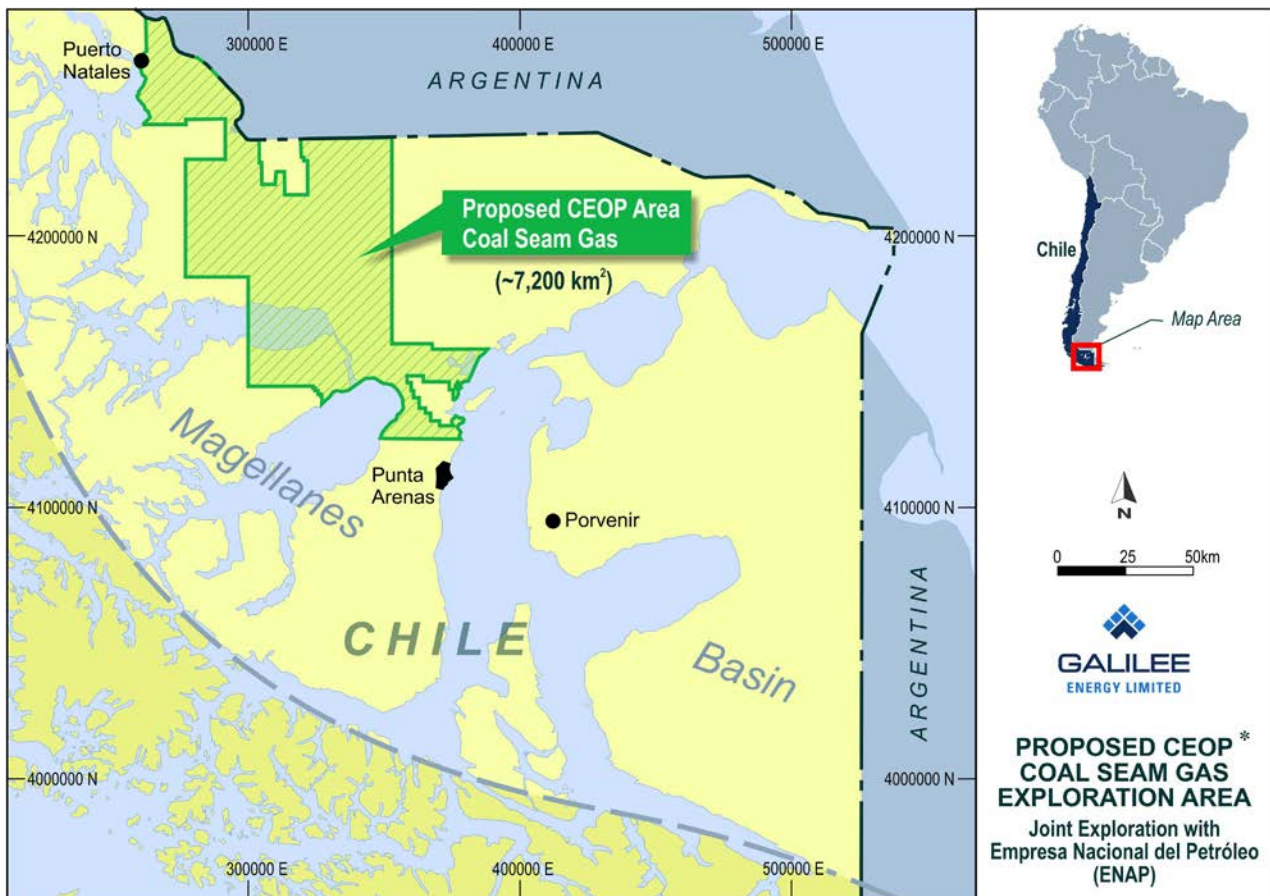 300000 E
400000 E
500000 E
Puerto
Natales
ARGENTINA
Proposed CEOP Area
Coal Seam Gas
(~7,200 km²)
4200000 N
4200000 N
Magellanes
Punta
Arenas
Porvenir
4100000 N
4100000 N
CHILE
Basin
ARGENTINA
4000000 N
4000000 N
300000 E
400000 E
500000 E
Chile
Map Area
N
0 25 50km
GALILEE
ENERGY LIMITED
PROPOSED CEOP *
COAL SEAM GAS
EXPLORATION AREA
Joint Exploration with
Empresa Nacional del Petróleo
(ENAP)